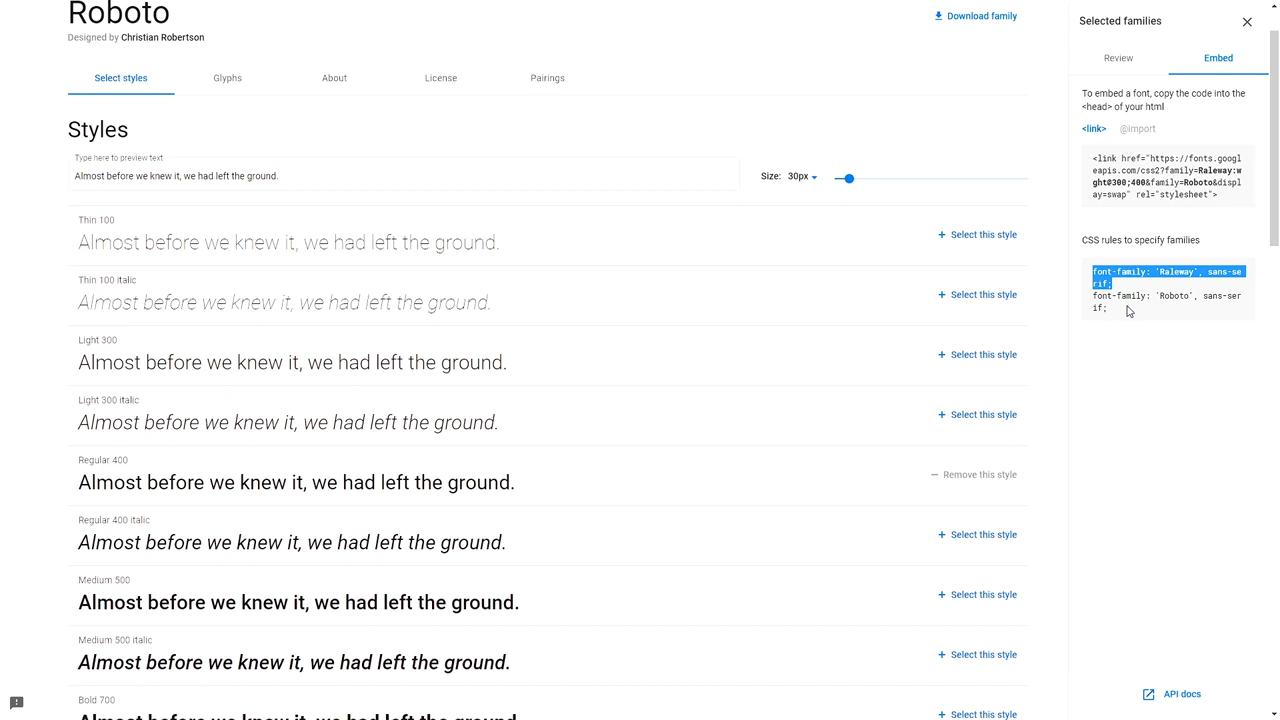 Roboto
Designed by Christian Robertson
Download family
Select styles
Glyphs
About
License
Pairings
Styles
Type here to preview text
Almost before we knew it, we had left the ground.
Size: 30px
Thin 100
Almost before we knew it, we had left the ground.
+ Select this style
Thin 100 italic
Almost before we knew it, we had left the ground.
+ Select this style
Light 300
Almost before we knew it, we had left the ground.
+ Select this style
Light 300 italic
Almost before we knew it, we had left the ground.
+ Select this style
Regular 400
Almost before we knew it, we had left the ground.
— Remove this style
Regular 400 italic
Almost before we knew it, we had left the ground.
+ Select this style
Medium 500
Almost before we knew it, we had left the ground.
+ Select this style
Medium 500 italic
Almost before we knew it, we had left the ground.
+ Select this style
Bold 700
Almost before we knew it, we had left the ground.
+ Select this style
Selected families
Review
Embed
To embed a font, copy the code into the
<head> of your html
<link>
@import
<link href="https://fonts.googl
eapis.com/css2?family=Raleway:w
ght@300;400&family=Roboto&displ
ay=swap" rel="stylesheet">
CSS rules to specify families
font-family: 'Raleway', sans-se
rif;
font-family: 'Roboto', sans-ser
if;
API docs